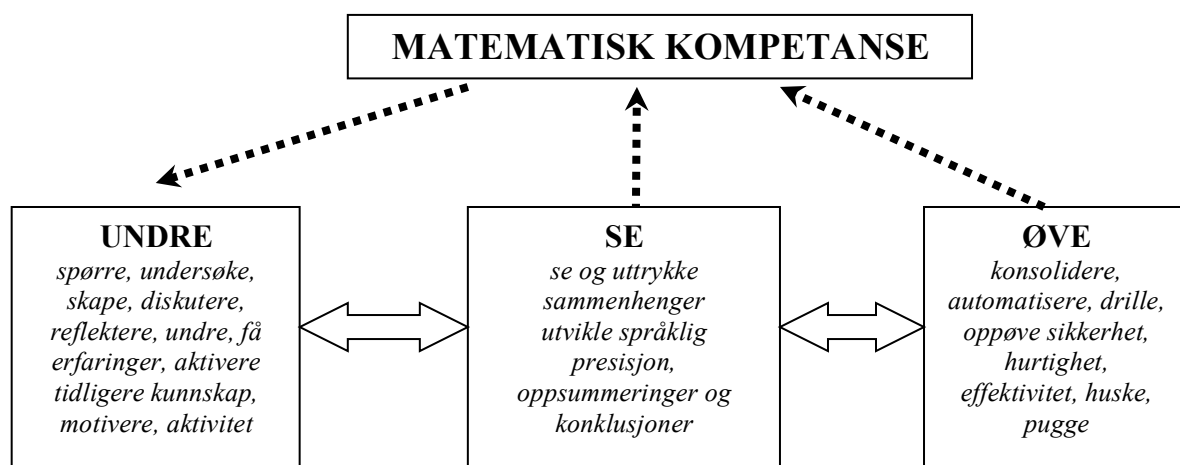 MATEMATISK KOMPETANSE
UNDRE
spørre, undersøke,
skape, diskutere,
reflektere, undre, få
erfaringer, aktivere
tidligere kunnskap,
motivere, aktivitet
SE
se og uttrykke
sammenhenger
utvikle språklig
presisjon,
oppsummeringer og
konklusjoner
ØVE
konsolidere,
automatisere, drille,
oppøve sikkerhet,
hurtighet,
effektivitet, huske,
pugge